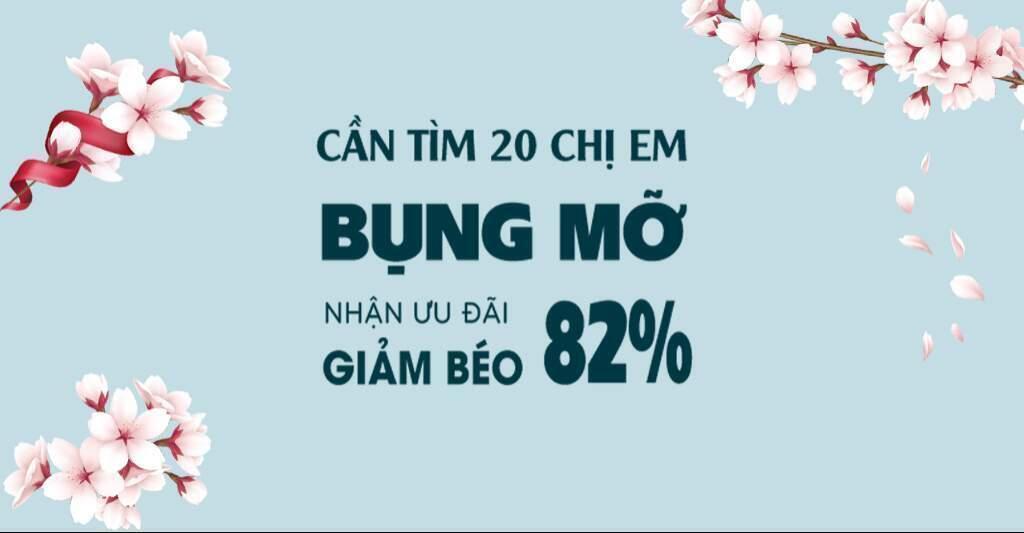 CẦN TÌM 20 CHỊ EM
BỤNG MỠ
NHẬN ƯU ĐÃI
GIẢM BÉO 82%